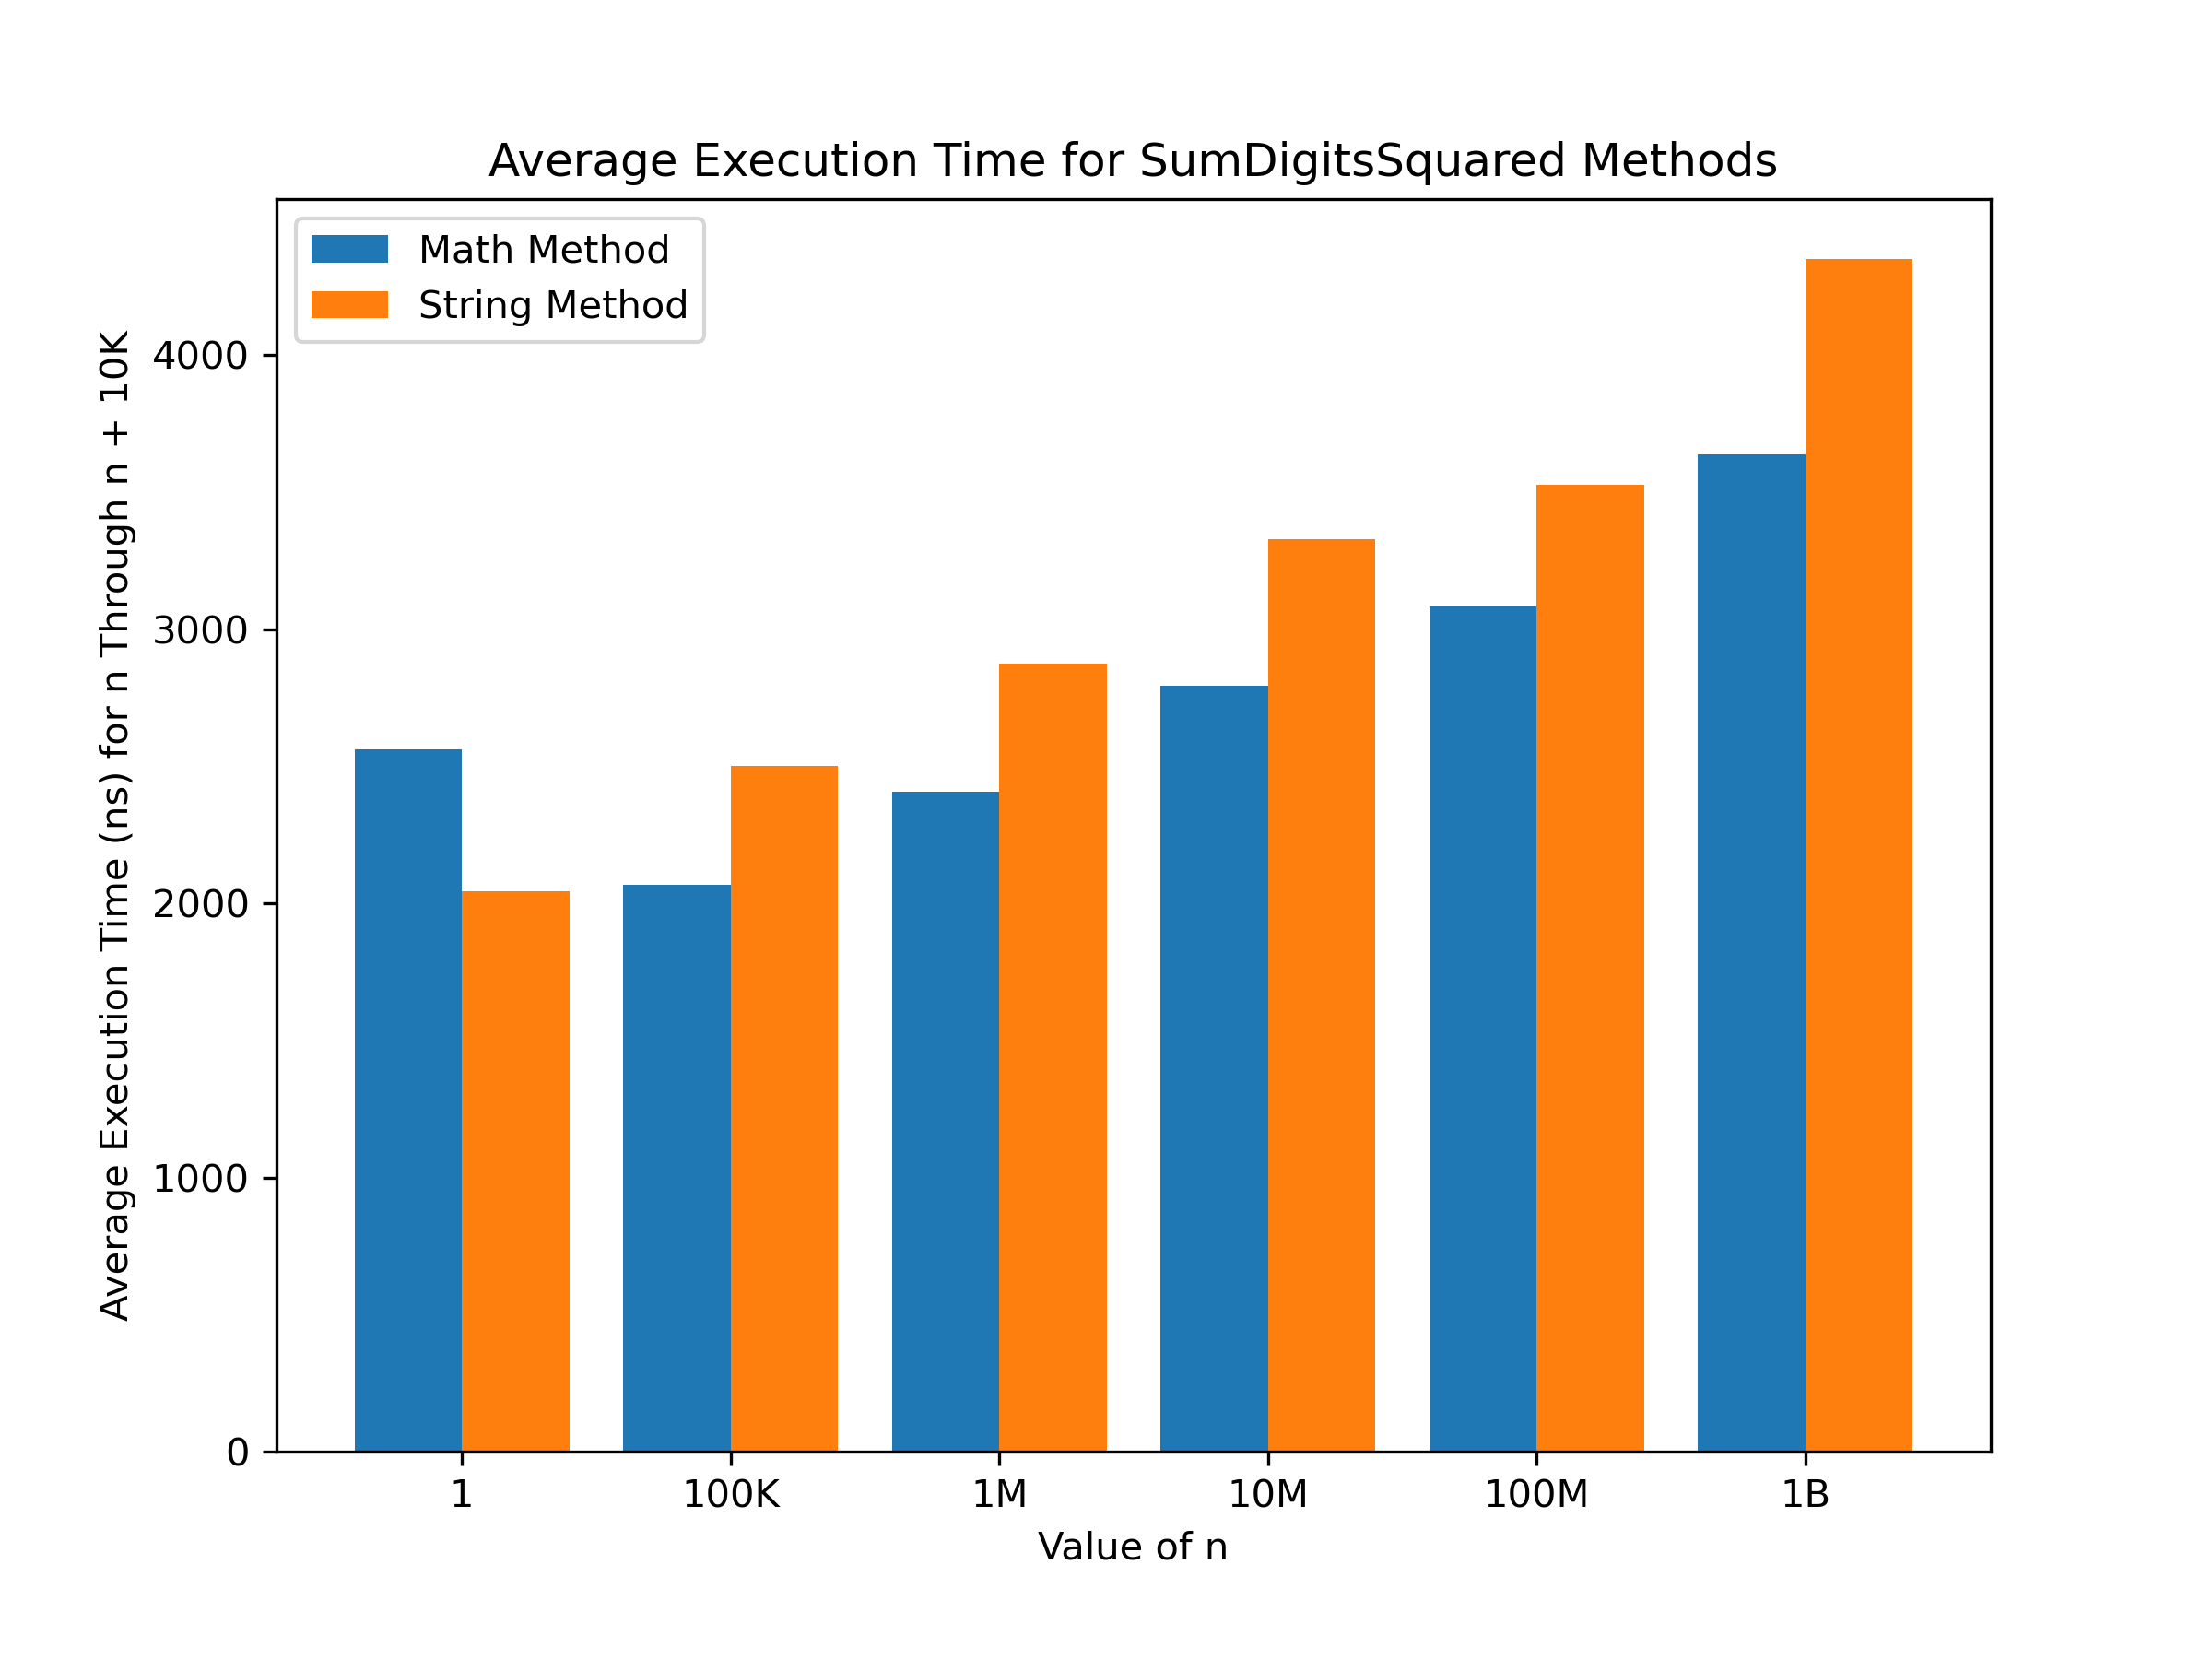 Average Execution Time for SumDigitsSquared Methods
Math Method
String Method
Average Execution Time (ns) for n Through n + 10K
4000
3000
2000
1000
0
1
100K
1M
10M
100M
1B
Value of n